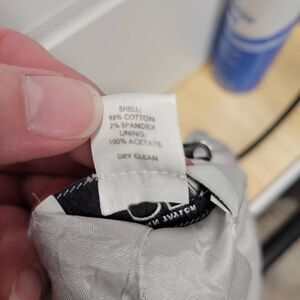 SHELL:
98% COTTON
2% SPANDEX
LINING:
100% ACETATE
DRY CLEAN